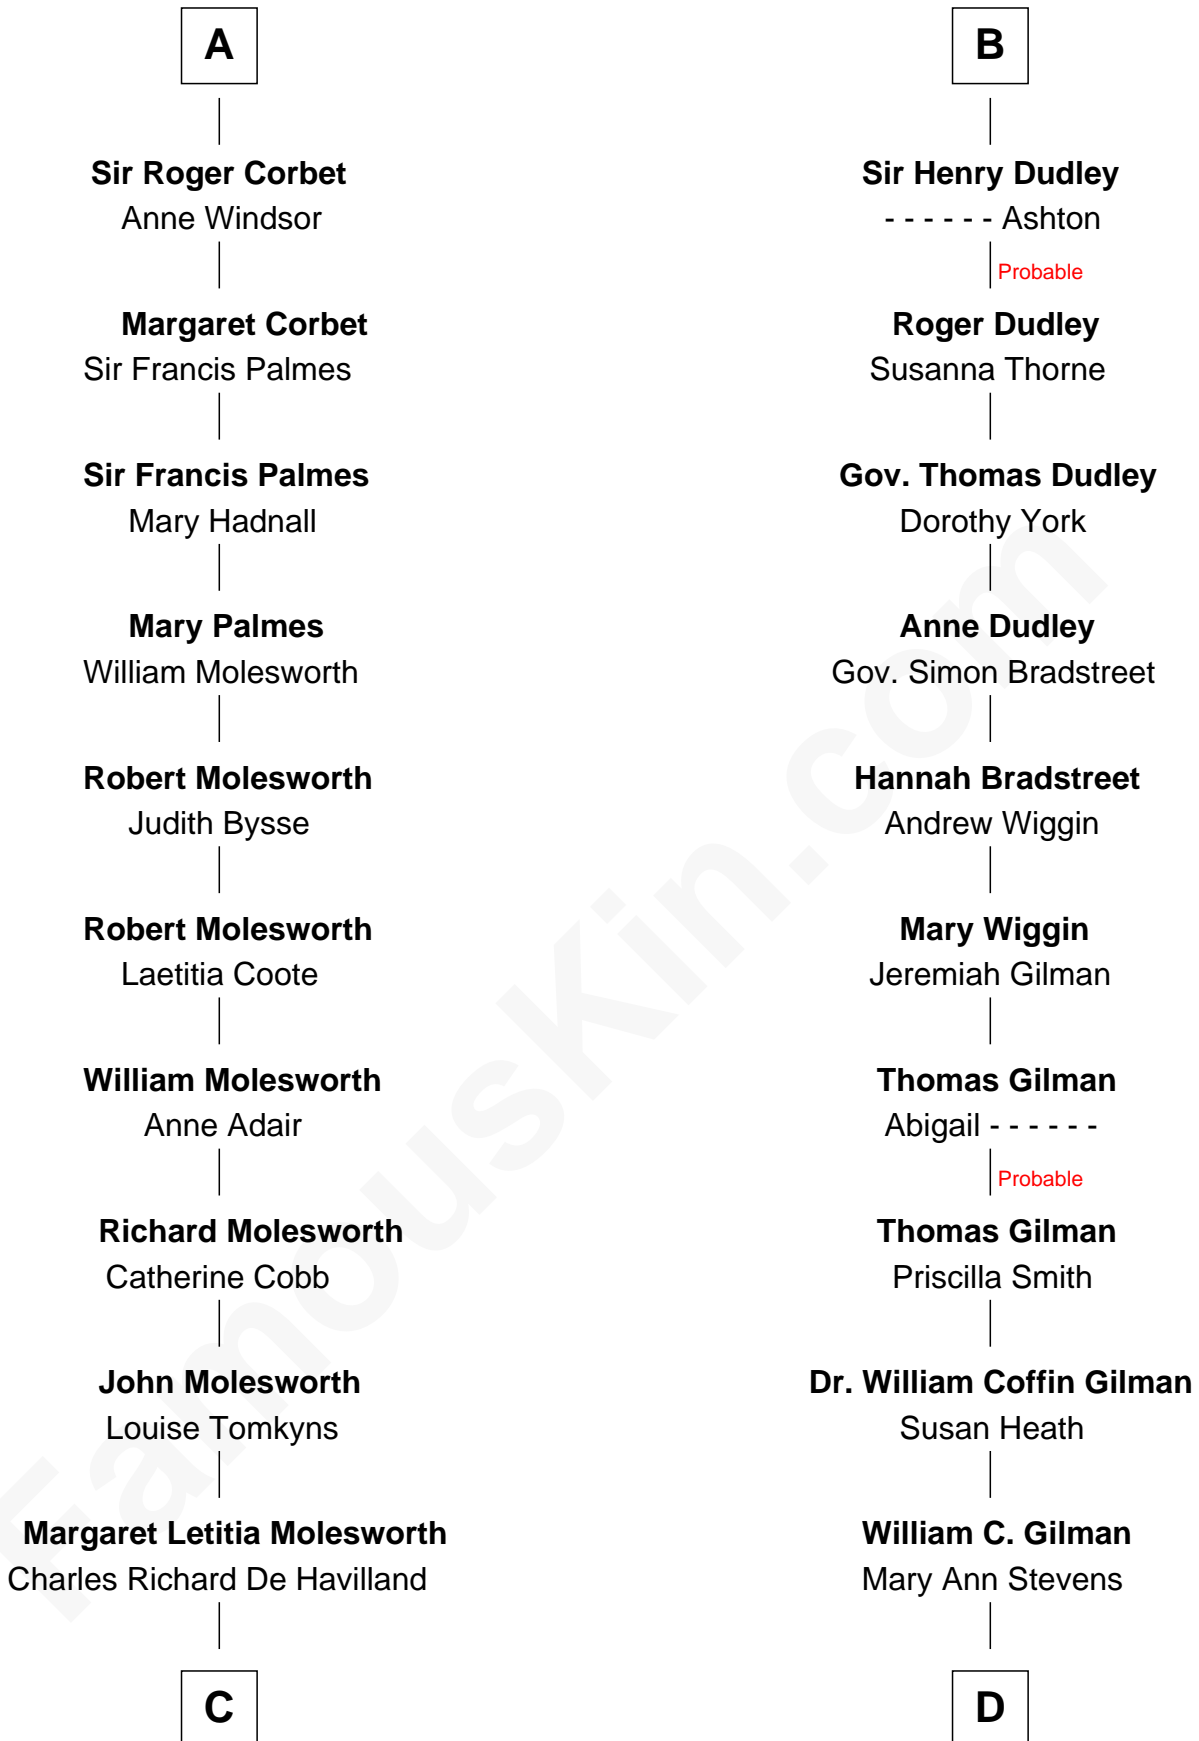 A
Sir Roger Corbet
Anne Windsor
Margaret Corbet
Sir Francis Palmes
Sir Francis Palmes
Mary Hadnall
Mary Palmes
William Molesworth
Robert Molesworth
Judith Bysse
Robert Molesworth
Laetitia Coote
William Molesworth
Anne Adair
Richard Molesworth
Catherine Cobb
John Molesworth
Louise Tomkyns
Margaret Letitia Molesworth
Charles Richard De Havilland
C
B
Sir Henry Dudley
- - - - - - Ashton
Probable
Roger Dudley
Susanna Thorne
Gov. Thomas Dudley
Dorothy York
Anne Dudley
Gov. Simon Bradstreet
Hannah Bradstreet
Andrew Wiggin
Mary Wiggin
Jeremiah Gilman
Thomas Gilman
Abigail - - - - - -
Probable
Thomas Gilman
Priscilla Smith
Dr. William Coffin Gilman
Susan Heath
William C. Gilman
Mary Ann Stevens
D
FamousKin.com